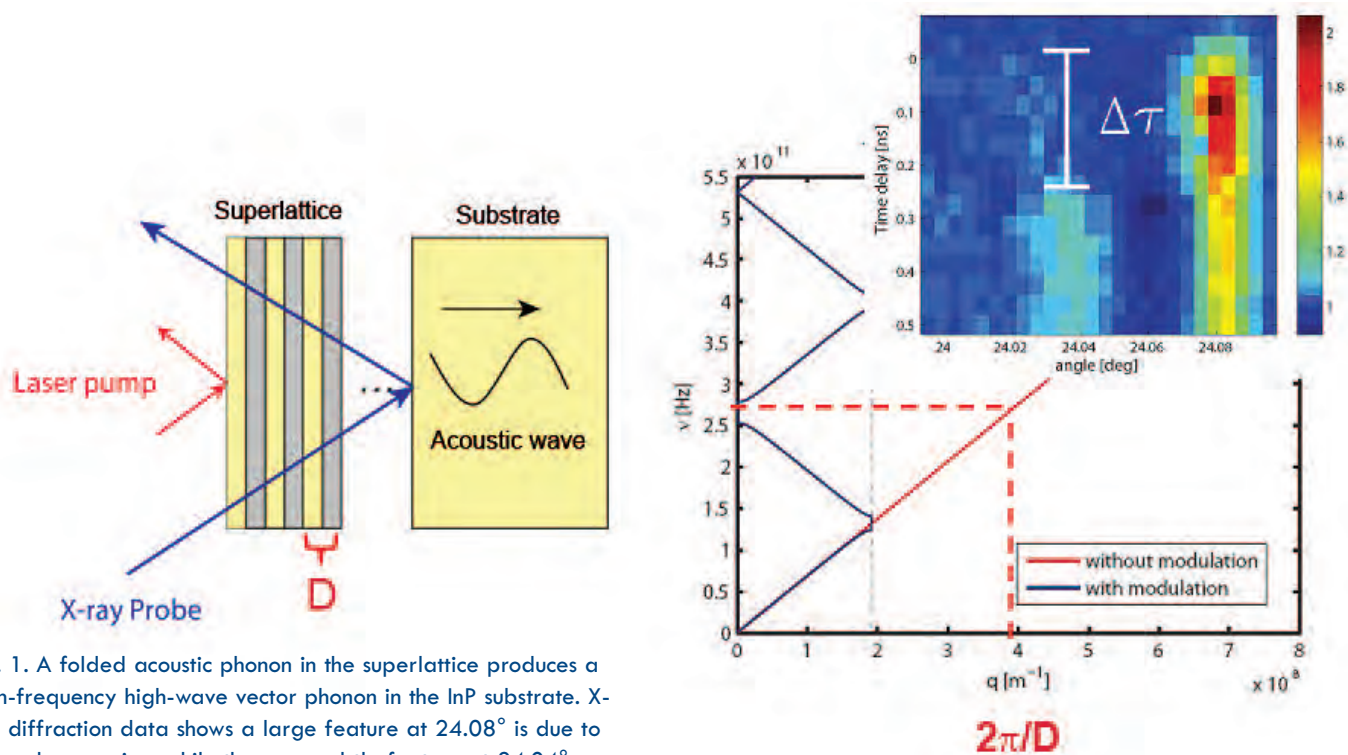 Superlattice
Substrate
Laser pump
Acoustic wave
X-ray Probe
D
1. A folded acoustic phonon in the superlattice produces a
-frequency high-wave vector phonon in the InP substrate. X-
diffraction data shows a large feature at 24.08° is due to
x 10¹¹
5.5
5
4.5
4
3.5
3
2.5
2
1.5
1
0.5
0
ν [Hz]
0 1 2 3 4 5 6 7 8
q [m⁻¹]
x 10⁸
2π/D
without modulation
with modulation
Time delay [ns]
0
0.1
0.2
0.3
0.4
0.5
Δτ
24 24.02 24.04 24.06 24.08
angle [deg]
2
1.8
1.6
1.4
1.2
1